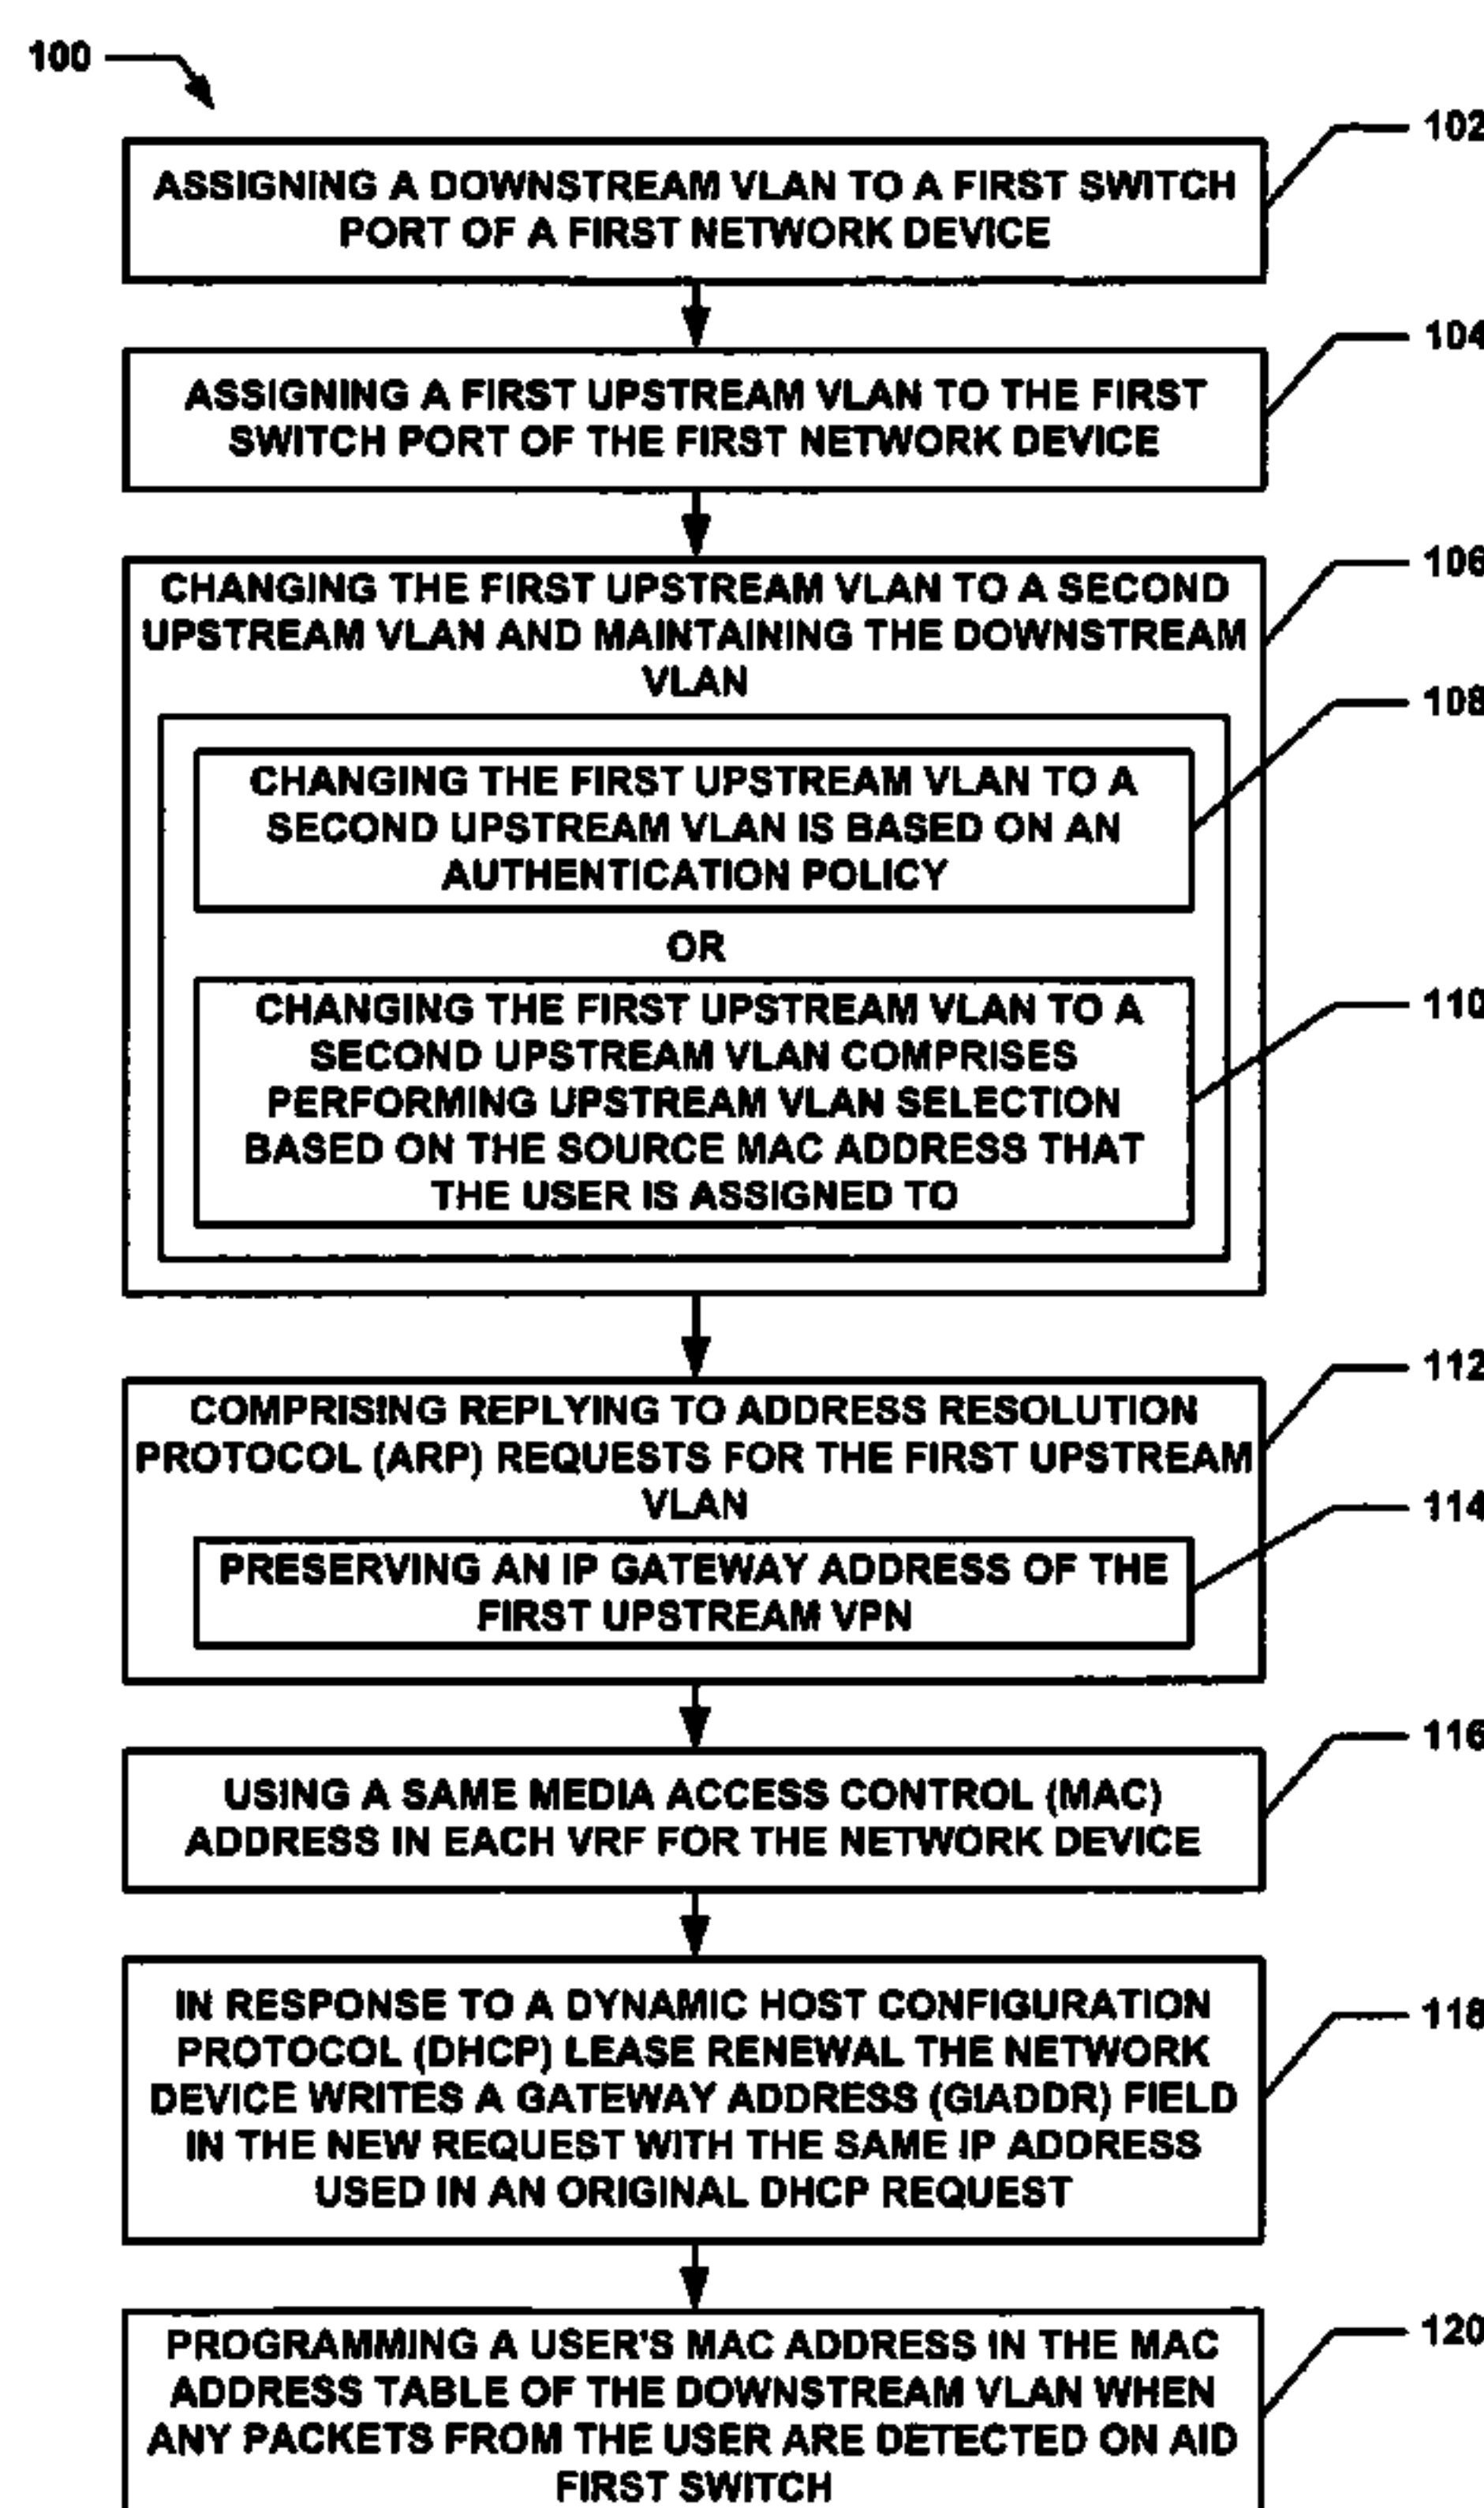 100
102
ASSIGNING A DOWNSTREAM VLAN TO A FIRST SWITCH
PORT OF A FIRST NETWORK DEVICE
104
ASSIGNING A FIRST UPSTREAM VLAN TO THE FIRST
SWITCH PORT OF THE FIRST NETWORK DEVICE
106
CHANGING THE FIRST UPSTREAM VLAN TO A SECOND
UPSTREAM VLAN AND MAINTAINING THE DOWNSTREAM
VLAN
108
CHANGING THE FIRST UPSTREAM VLAN TO A
SECOND UPSTREAM VLAN IS BASED ON AN
AUTHENTICATION POLICY
OR
110
CHANGING THE FIRST UPSTREAM VLAN TO A
SECOND UPSTREAM VLAN COMPRISES
PERFORMING UPSTREAM VLAN SELECTION
BASED ON THE SOURCE MAC ADDRESS THAT
THE USER IS ASSIGNED TO
112
COMPRISING REPLYING TO ADDRESS RESOLUTION
PROTOCOL (ARP) REQUESTS FOR THE FIRST UPSTREAM
VLAN
114
PRESERVING AN IP GATEWAY ADDRESS OF THE
FIRST UPSTREAM VPN
116
USING A SAME MEDIA ACCESS CONTROL (MAC)
ADDRESS IN EACH VRF FOR THE NETWORK DEVICE
118
IN RESPONSE TO A DYNAMIC HOST CONFIGURATION
PROTOCOL (DHCP) LEASE RENEWAL THE NETWORK
DEVICE WRITES A GATEWAY ADDRESS (GIADDR) FIELD
IN THE NEW REQUEST WITH THE SAME IP ADDRESS
USED IN AN ORIGINAL DHCP REQUEST
120
PROGRAMMING A USER'S MAC ADDRESS IN THE MAC
ADDRESS TABLE OF THE DOWNSTREAM VLAN WHEN
ANY PACKETS FROM THE USER ARE DETECTED ON AID
FIRST SWITCH